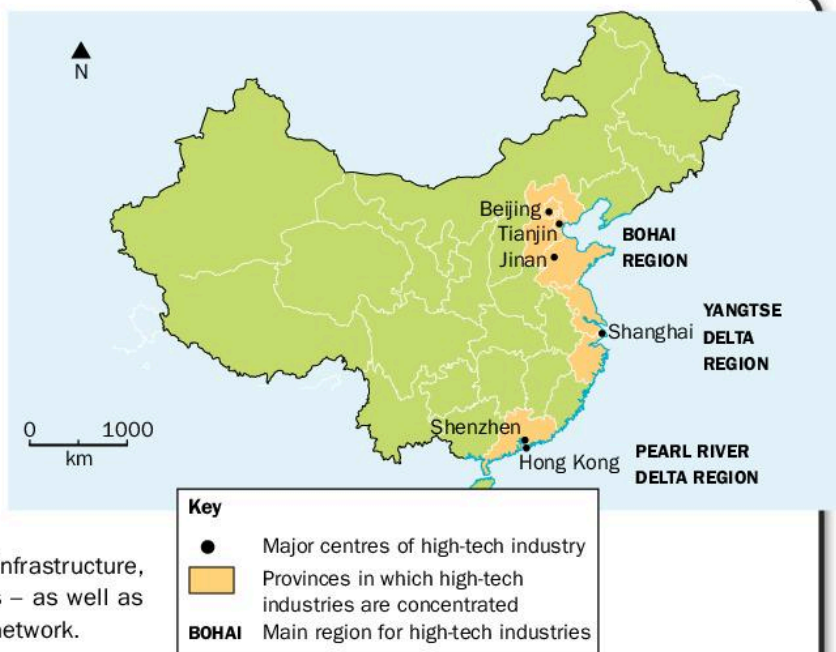 N
Beijing
Tianjin
Jinan
BOHAI
REGION
Shanghai
YANGTSE
DELTA
REGION
Shenzhen
Hong Kong
PEARL RIVER
DELTA REGION
0 1000
km
Key
Major centres of high-tech industry
Provinces in which high-tech
industries are concentrated
BOHAI Main region for high-tech industries
nfrastructure,
– as well as
network.